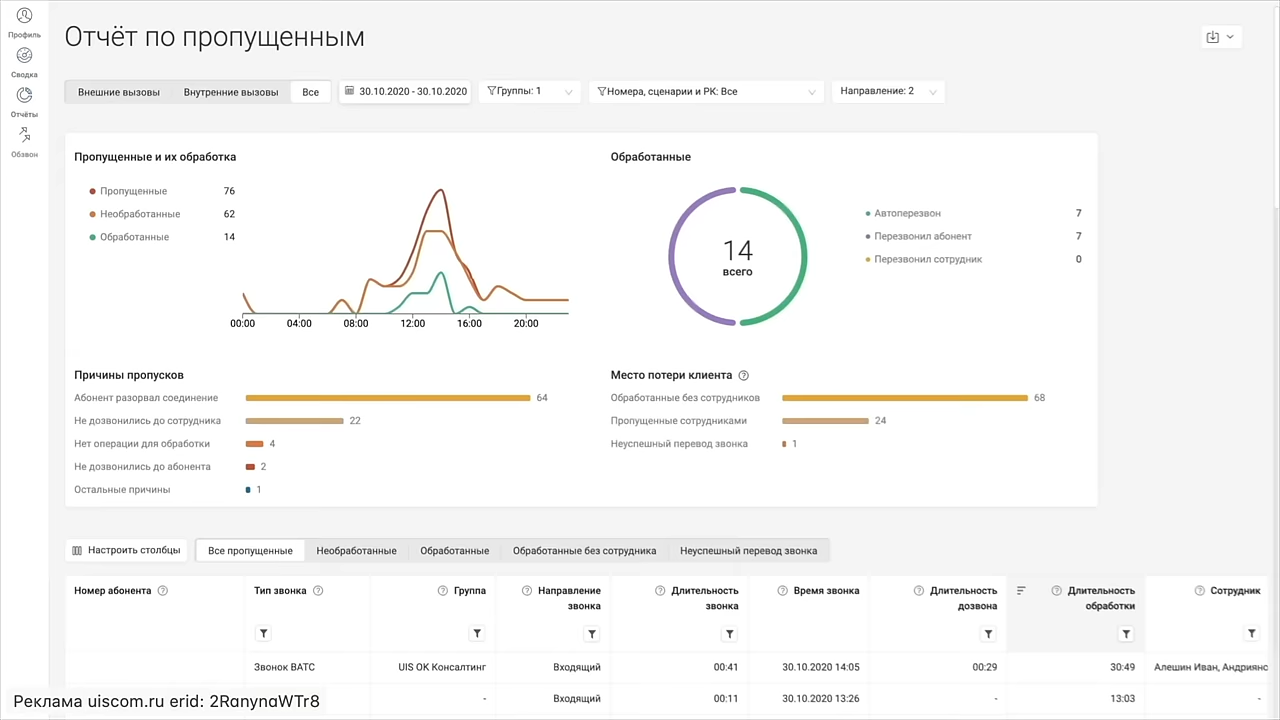 Профиль
Сводка
Отчёты
Обзвон
Отчёт по пропущенным
Внешние вызовы Внутренние вызовы Все 30.10.2020 - 30.10.2020 Группы: 1 Номера, сценарии и РК: Все Направление: 2
Пропущенные и их обработка
Пропущенные 76
Необработанные 62
Обработанные 14
00:00 04:00 08:00 12:00 16:00 20:00
Обработанные
14
всего
Автоперезвон 7
Перезвонил абонент 7
Перезвонил сотрудник 0
Причины пропусков
Абонент разорвал соединение 64
Не дозвонились до сотрудника 22
Нет операции для обработки 4
Не дозвонились до абонента 2
Остальные причины 1
Место потери клиента ?
Обработанные без сотрудников 68
Пропущенные сотрудниками 24
Неуспешный перевод звонка 1
Настроить столбцы Все пропущенные Необработанные Обработанные Обработанные без сотрудника Неуспешный перевод звонка
Номер абонента ? Тип звонка ? ? Группа ? Направление ? Длительность ? Время звонка ? Длительность ? Длительность ? Сотрудник
звонка звонка дозвона обработки
Звонок ВАТС UIS ОК Консалтинг Входящий 00:41 30.10.2020 14:05 00:29 30:49 Алешин Иван, Андриянс
- Входящий 00:11 30.10.2020 13:26 - 13:03 -
Реклама uiscom.ru erid: 2RanynaWTr8